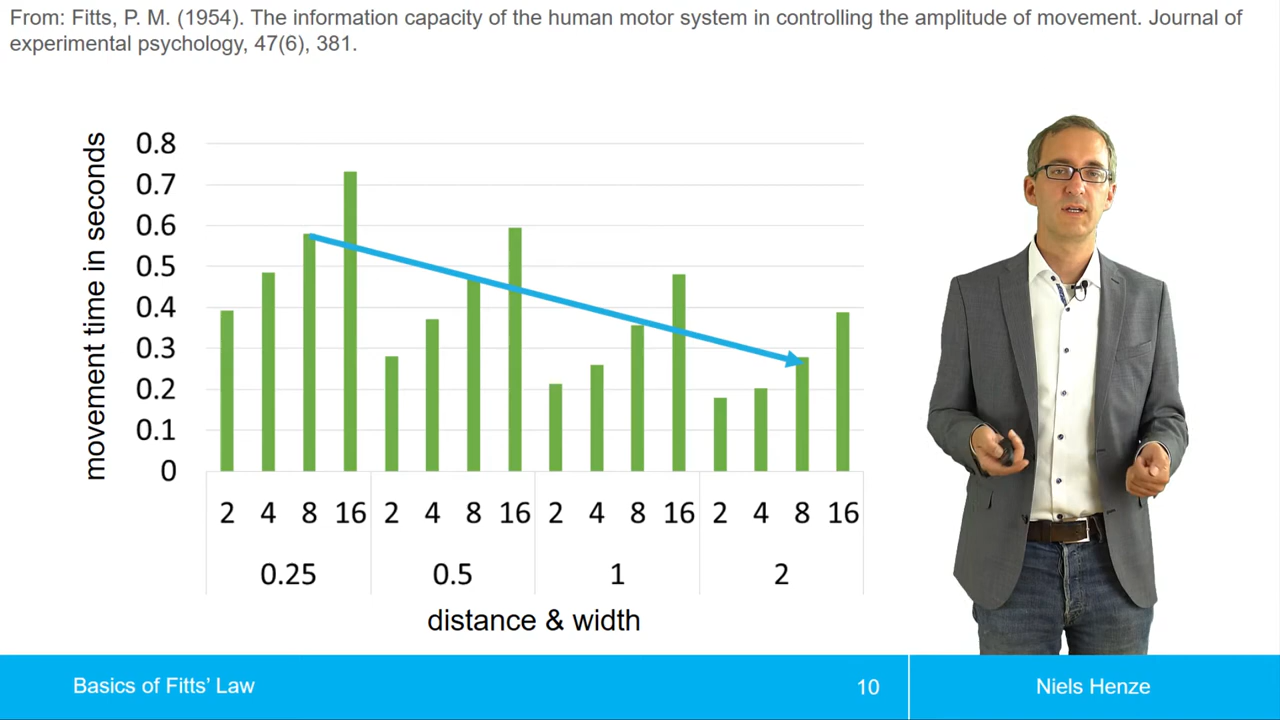 From: Fitts, P. M. (1954). The information capacity of the human motor system in controlling the amplitude of movement. Journal of
experimental psychology, 47(6), 381.
movement time in seconds
0.8
0.7
0.6
0.5
0.4
0.3
0.2
0.1
0
2 4 8 16 2 4 8 16 2 4 8 16 2 4 8 16
0.25 0.5 1 2
distance & width
Basics of Fitts’ Law 10 Niels Henze